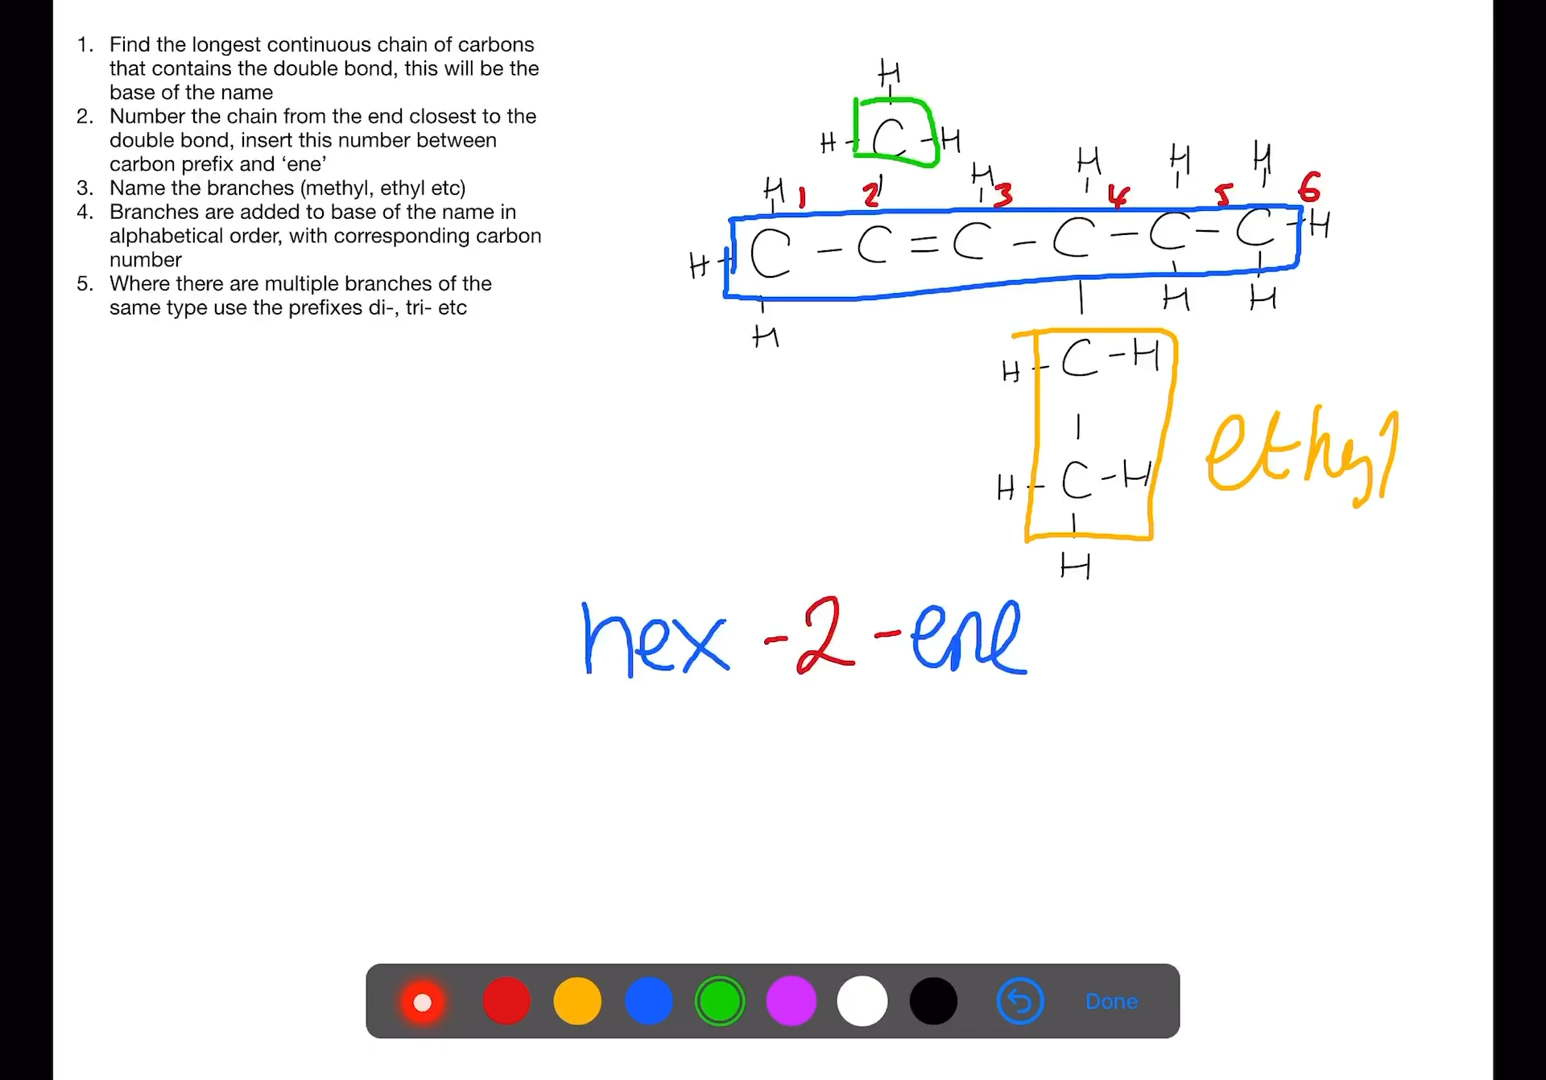 1. Find the longest continuous chain of carbons
that contains the double bond, this will be the
base of the name
2. Number the chain from the end closest to the
double bond, insert this number between
carbon prefix and ‘ene’
3. Name the branches (methyl, ethyl etc)
4. Branches are added to base of the name in
alphabetical order, with corresponding carbon
number
5. Where there are multiple branches of the
same type use the prefixes di-, tri- etc
H
H - C - H
H H H H H
1 2 3 4 5 6
H - C - C = C - C - C - C - H
H H H
H - C - H
H - C - H
ethyl
H
hex -2-ene
Done